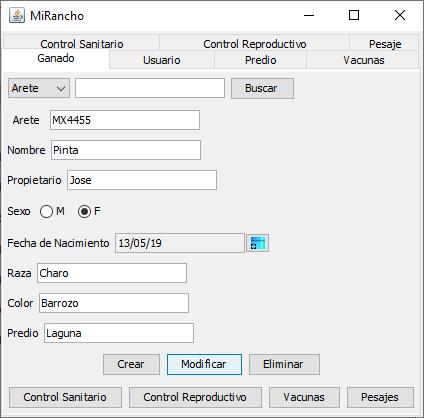 MiRancho
Control Sanitario Control Reproductivo Pesaje
Ganado Usuario Predio Vacunas
Arete Buscar
Arete MX4455
Nombre Pinta
Propietario Jose
Sexo M F
Fecha de Nacimiento 13/05/19
Raza Charo
Color Barrozo
Predio Laguna
Crear Modificar Eliminar
Control Sanitario Control Reproductivo Vacunas Pesajes